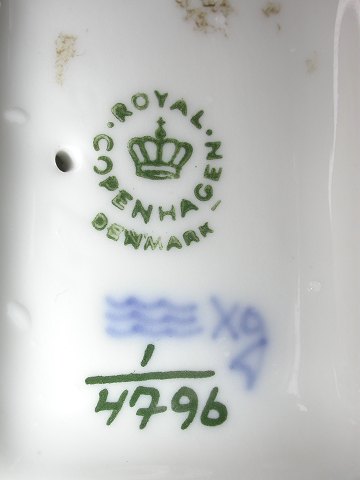 · ROYAL · COPENHAGEN
DENMARK
1
4796